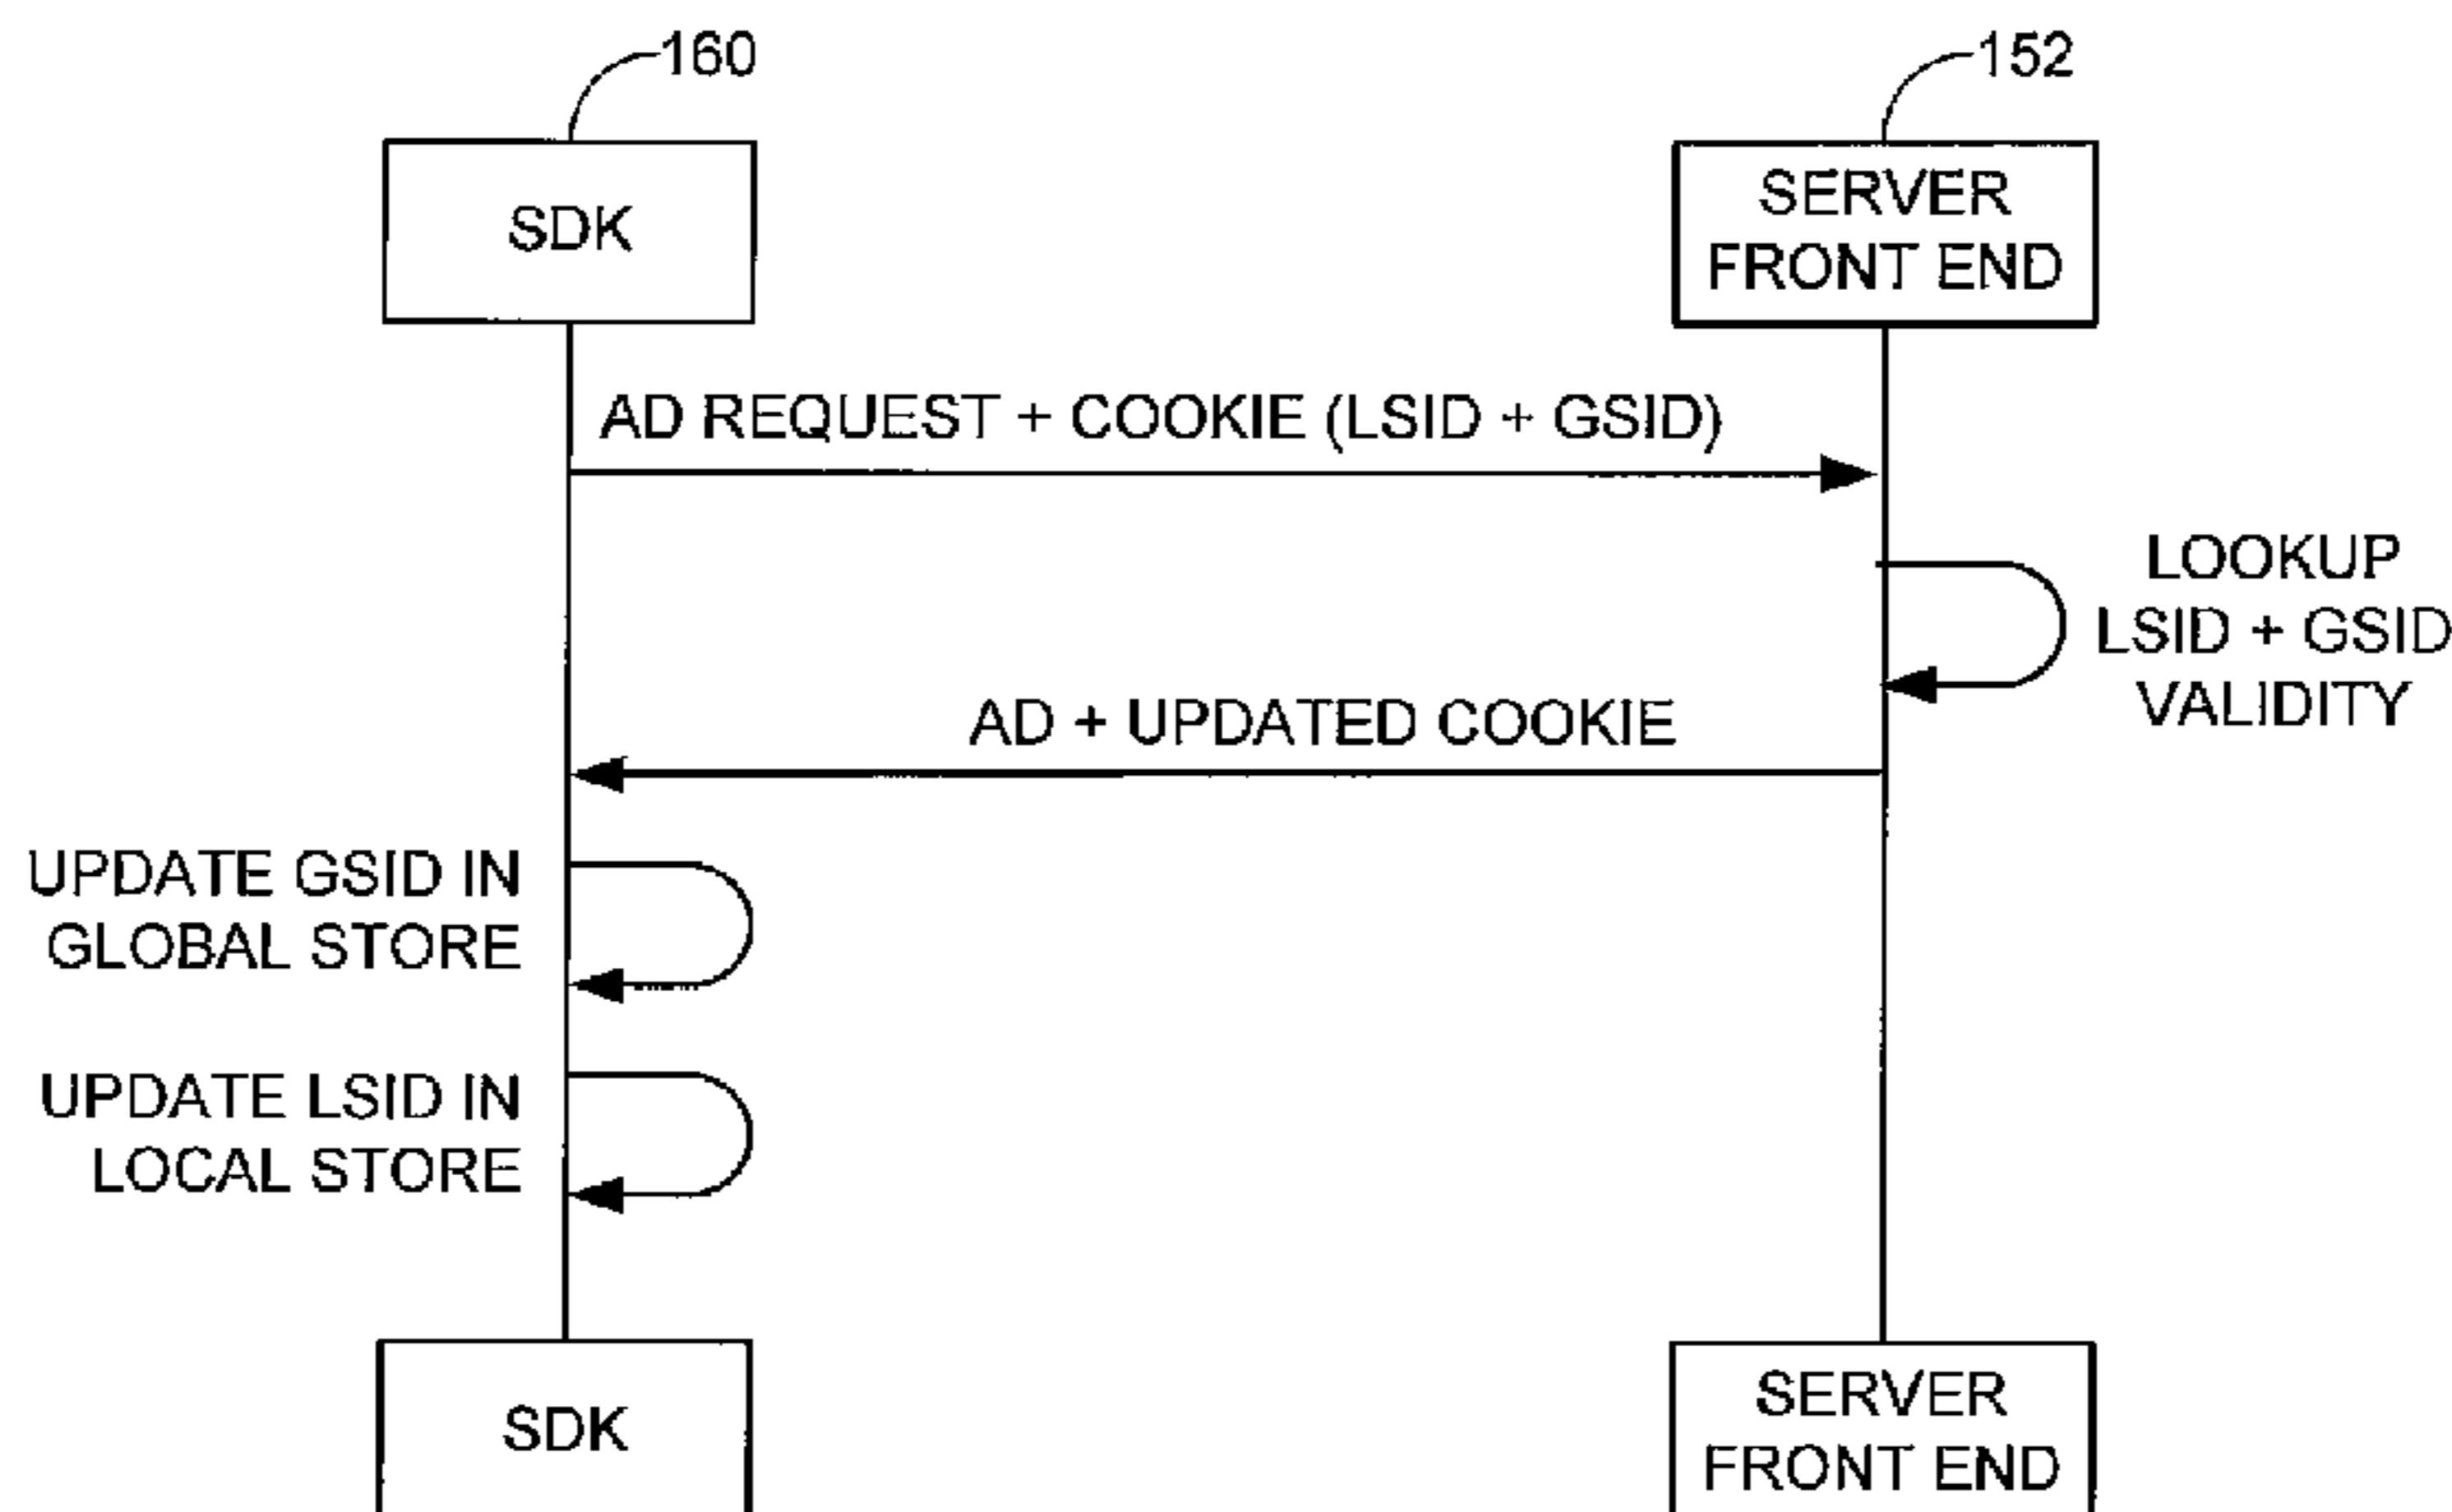 160
152
SDK
SERVER
FRONT END
AD REQUEST + COOKIE (LSID + GSID)
LOOKUP
LSID + GSID
VALIDITY
AD + UPDATED COOKIE
UPDATE GSID IN
GLOBAL STORE
UPDATE LSID IN
LOCAL STORE
SDK
SERVER
FRONT END